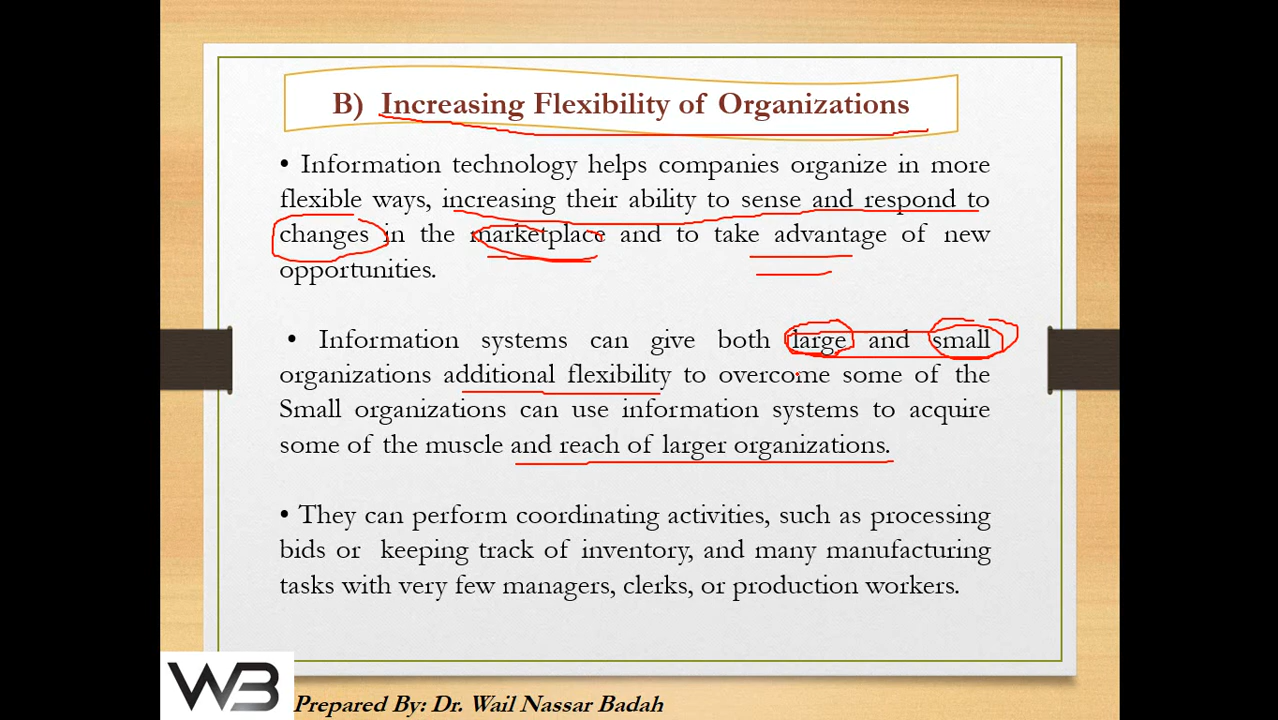 B) Increasing Flexibility of Organizations
• Information technology helps companies organize in more
flexible ways, increasing their ability to sense and respond to
changes in the marketplace and to take advantage of new
opportunities.
• Information systems can give both large and small
organizations additional flexibility to overcome some of the
Small organizations can use information systems to acquire
some of the muscle and reach of larger organizations.
• They can perform coordinating activities, such as processing
bids or keeping track of inventory, and many manufacturing
tasks with very few managers, clerks, or production workers.
WB
Prepared By: Dr. Wail Nassar Badah